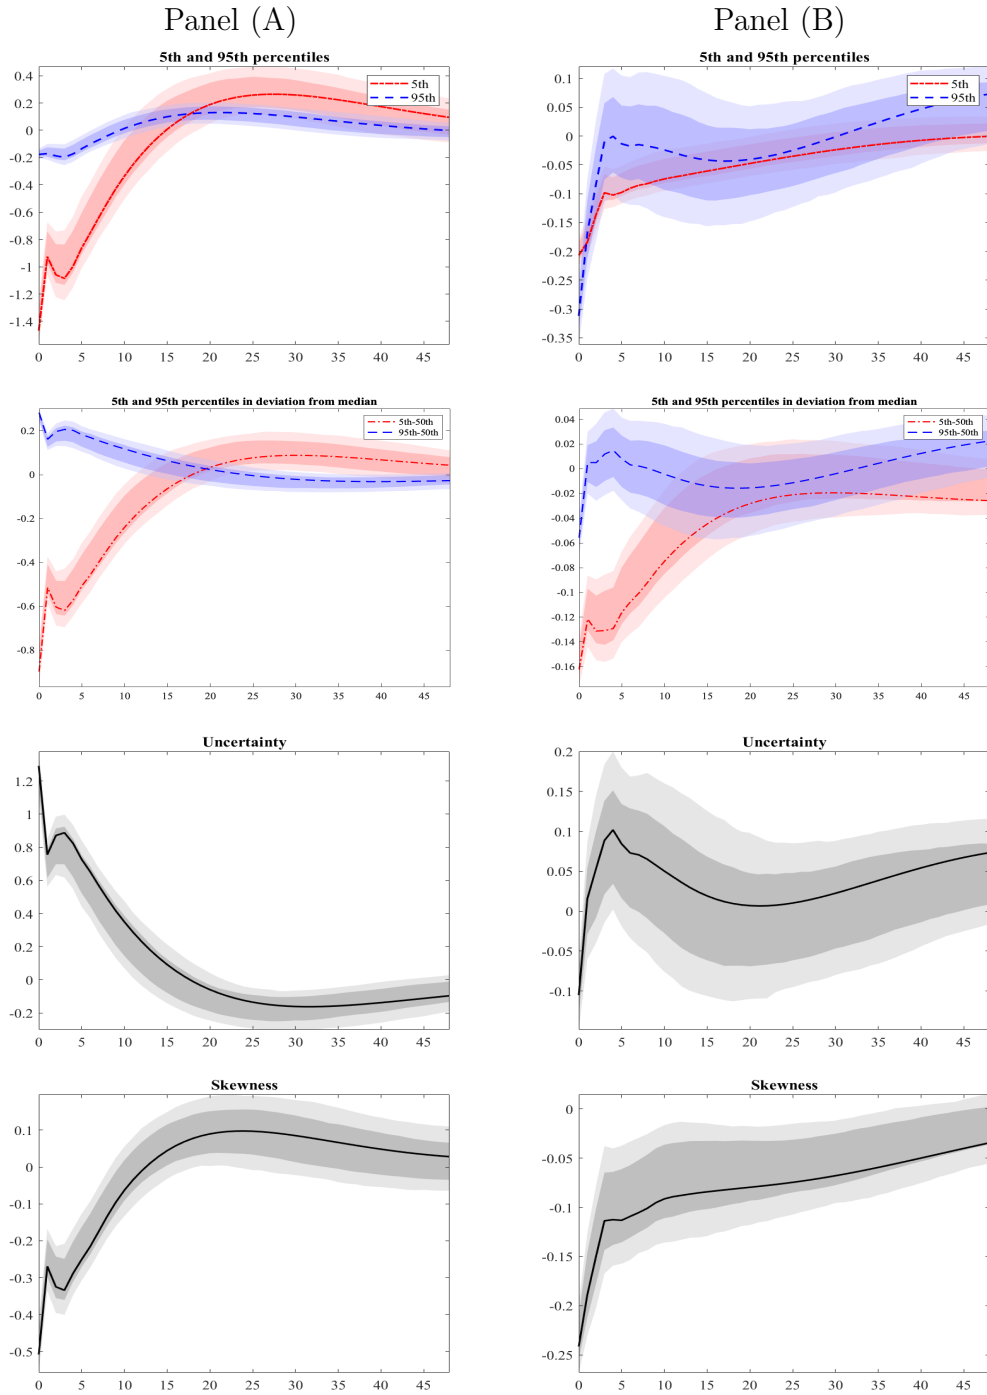 Panel (A)
Panel (B)
5th and 95th percentiles
0.4
0.2
0
-0.2
-0.4
-0.6
-0.8
-1
-1.2
-1.4
5th
95th
0 5 10 15 20 25 30 35 40 45
5th and 95th percentiles
0.1
0.05
0
-0.05
-0.1
-0.15
-0.2
-0.25
-0.3
-0.35
5th
95th
0 5 10 15 20 25 30 35 40 45
5th and 95th percentiles in deviation from median
0.2
0
-0.2
-0.4
-0.6
-0.8
5th-50th
95th-50th
0 5 10 15 20 25 30 35 40 45
5th and 95th percentiles in deviation from median
0.04
0.02
0
-0.02
-0.04
-0.06
-0.08
-0.1
-0.12
-0.14
-0.16
5th-50th
95th-50th
0 5 10 15 20 25 30 35 40 45
Uncertainty
1.2
1
0.8
0.6
0.4
0.2
0
-0.2
0 5 10 15 20 25 30 35 40 45
Uncertainty
0.2
0.15
0.1
0.05
0
-0.05
-0.1
0 5 10 15 20 25 30 35 40 45
Skewness
0.1
0
-0.1
-0.2
-0.3
-0.4
-0.5
0 5 10 15 20 25 30 35 40 45
Skewness
0
-0.05
-0.1
-0.15
-0.2
-0.25
0 5 10 15 20 25 30 35 40 45